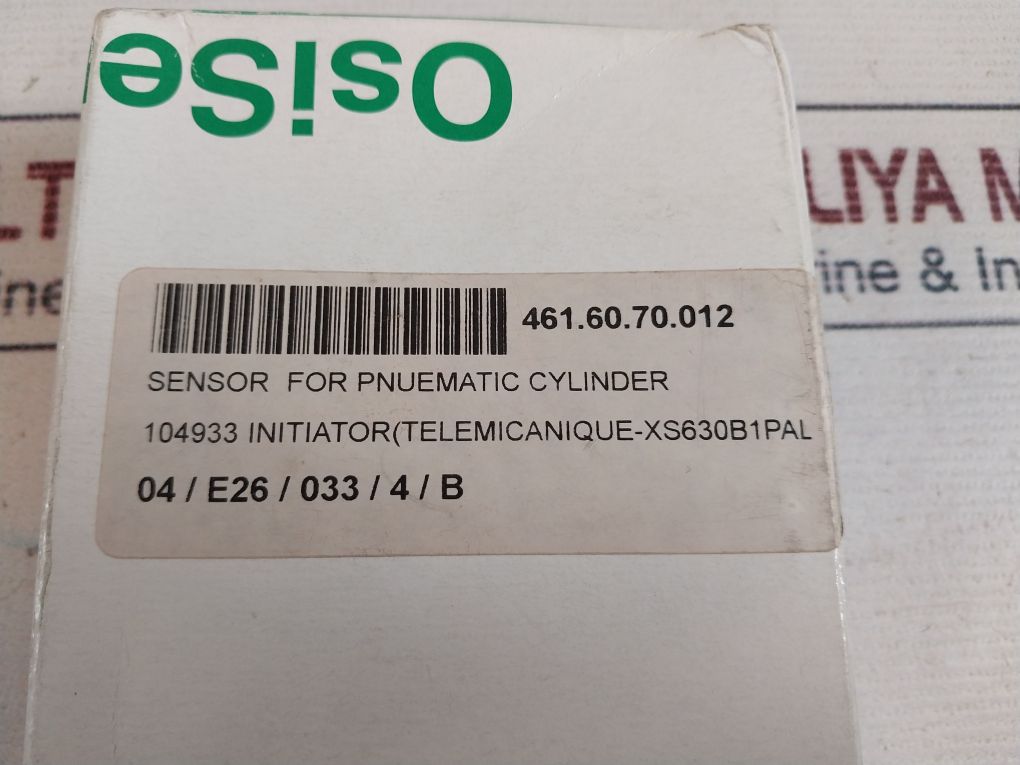 OsiSe
LIYA M
rine & In
461.60.70.012
SENSOR FOR PNUEMATIC CYLINDER
104933 INITIATOR(TELEMICANIQUE-XS630B1PAL
04 / E26 / 033 / 4 / B